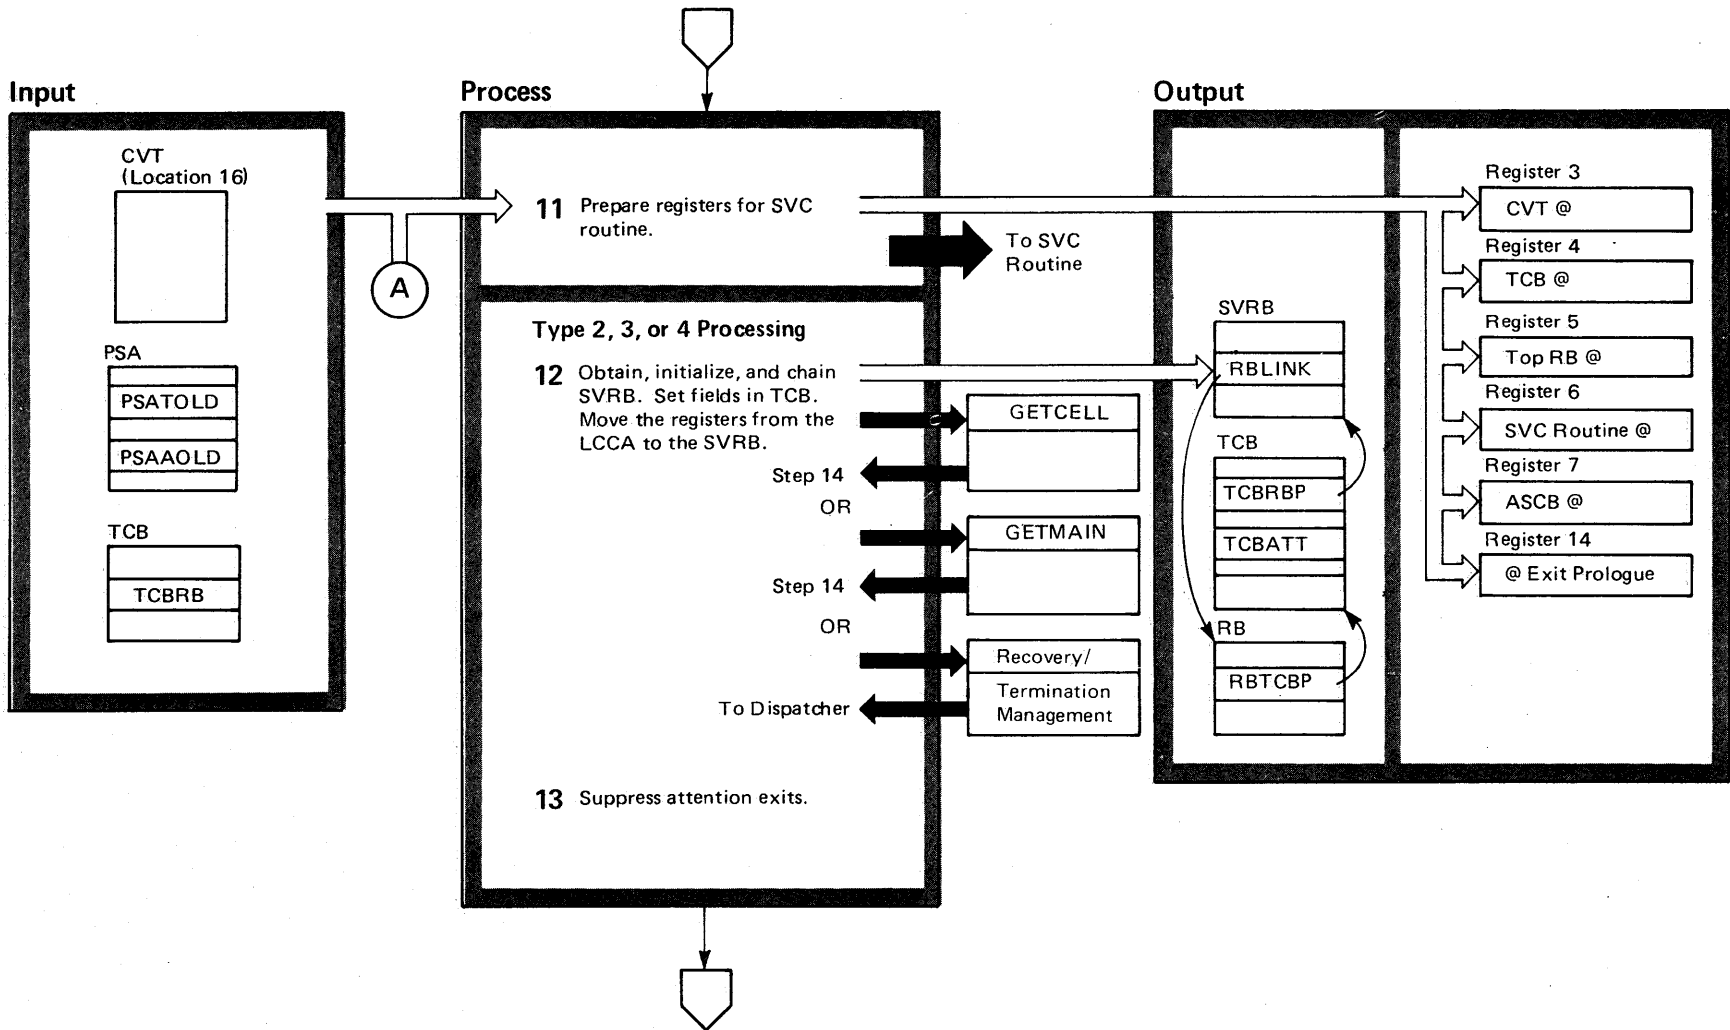 Input
CVT
(Location 16)
PSA
PSATOLD
PSAAOLD
TCB
TCBRB
A
Process
11 Prepare registers for SVC
routine.
To SVC
Routine
Type 2, 3, or 4 Processing
12 Obtain, initialize, and chain
SVRB. Set fields in TCB.
Move the registers from the
LCCA to the SVRB.
GETCELL
Step 14
OR
GETMAIN
Step 14
OR
Recovery/
Termination
Management
To Dispatcher
13 Suppress attention exits.
Output
SVRB
RBLINK
TCB
TCBRBP
TCBATT
RB
RBTCBP
Register 3
CVT @
Register 4
TCB @
Register 5
Top RB @
Register 6
SVC Routine @
Register 7
ASCB @
Register 14
@ Exit Prologue